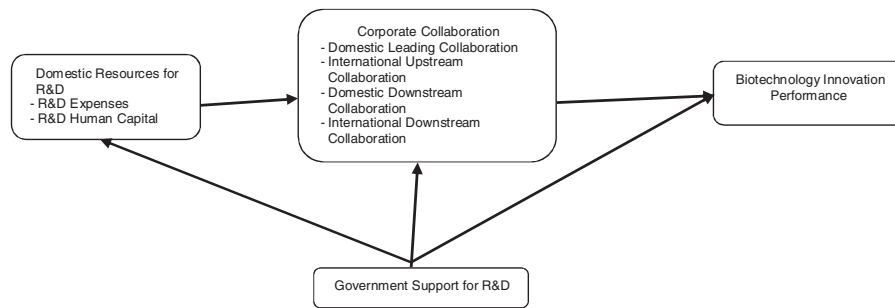 Corporate Collaboration
- Domestic Leading Collaboration
- International Upstream
Collaboration
- Domestic Downstream
Collaboration
- International Downstream
Collaboration
Domestic Resources for
R&D
- R&D Expenses
- R&D Human Capital
Biotechnology Innovation
Performance
Government Support for R&D